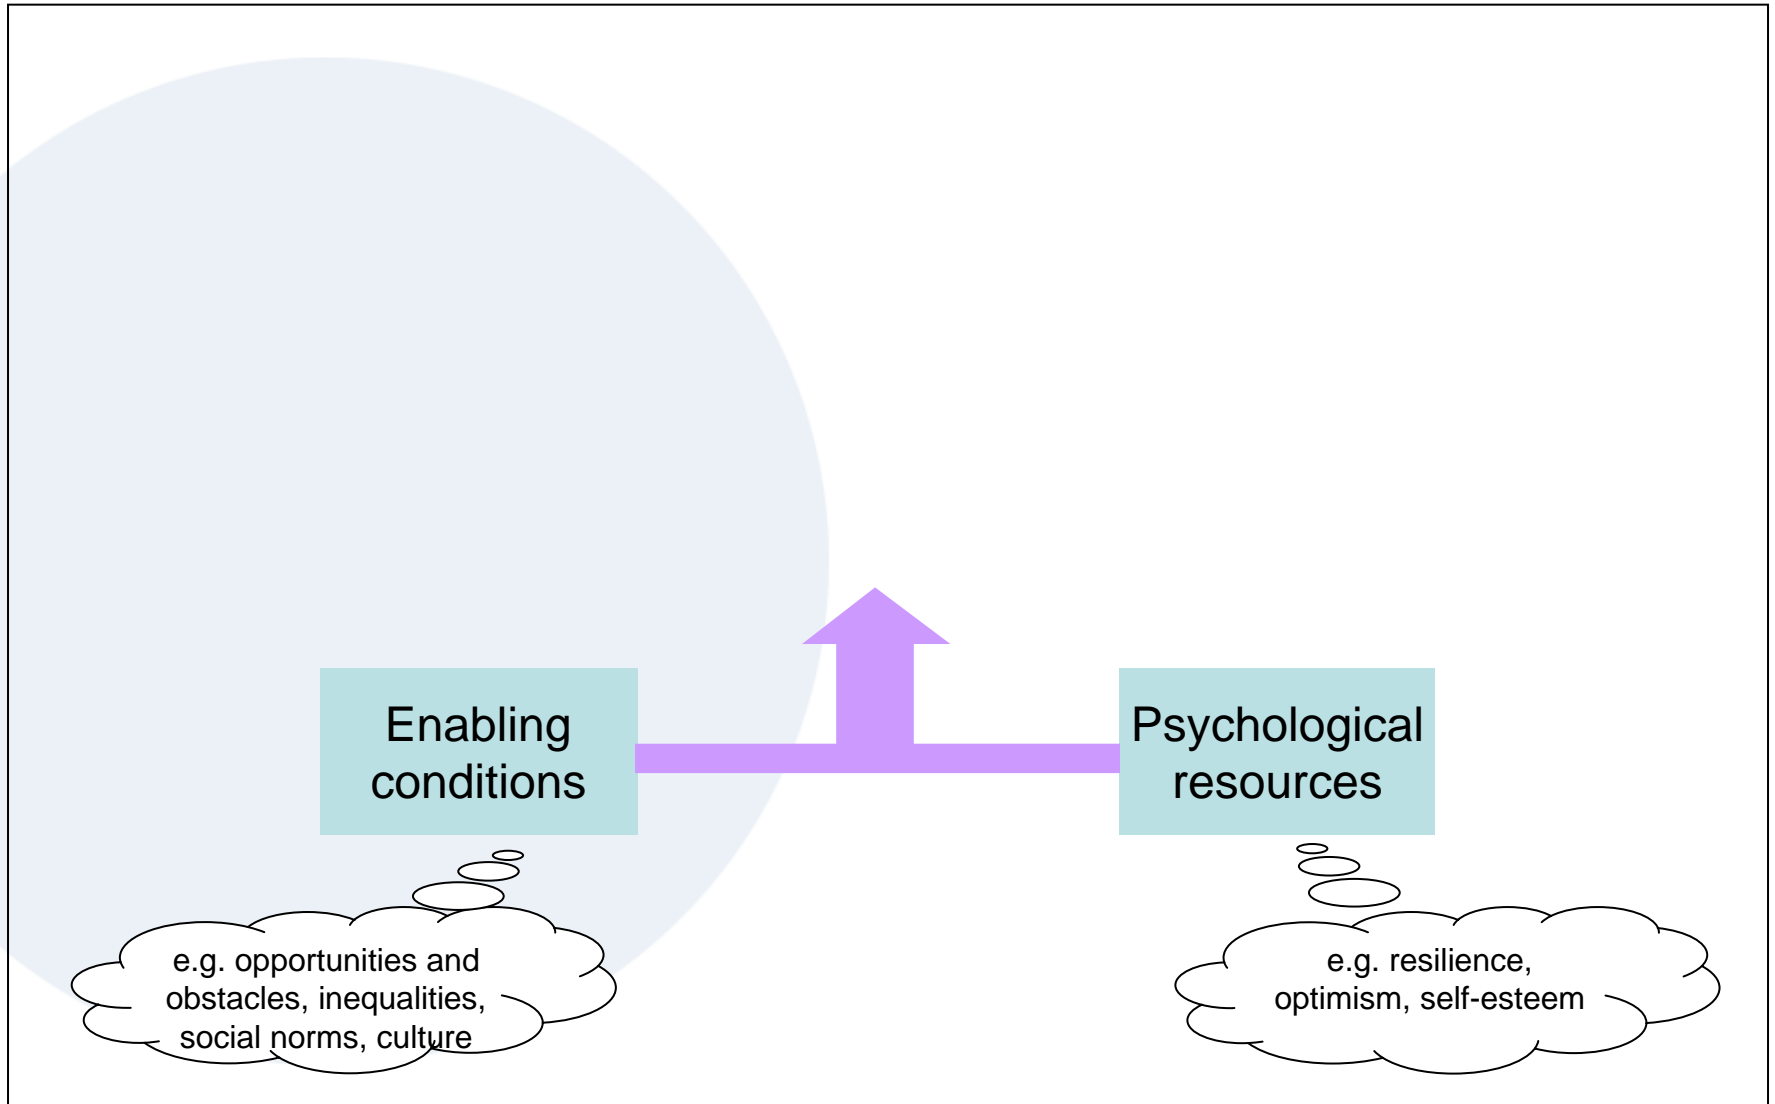 Enabling
conditions
Psychological
resources
e.g. opportunities and
obstacles, inequalities,
social norms, culture
e.g. resilience,
optimism, self-esteem